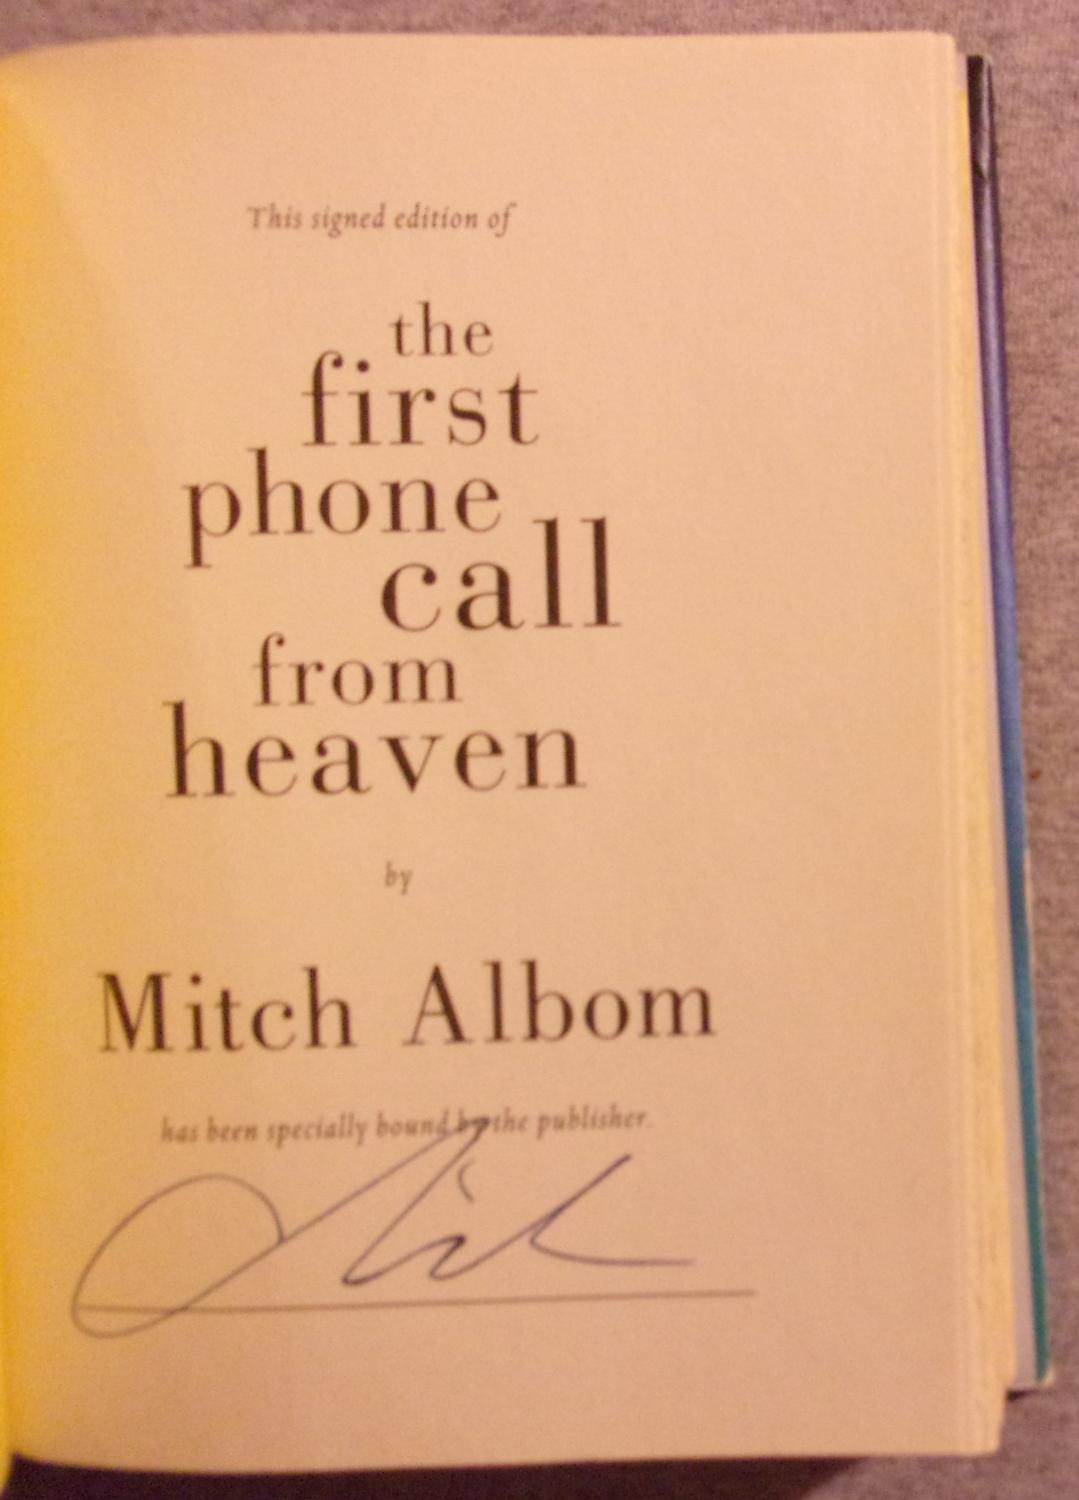 This signed edition of
the
first
phone
call
from
heaven
by
Mitch Albom
has been specially bound by the publisher.